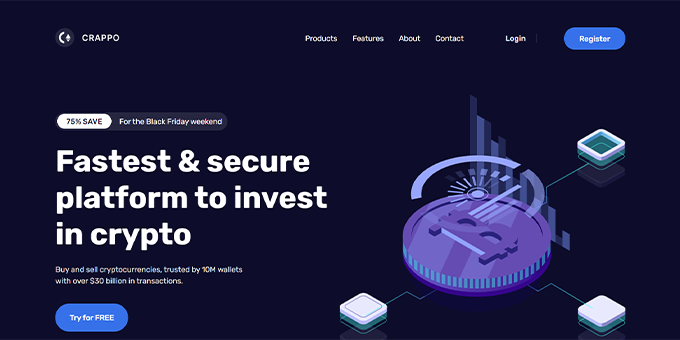 CRAPPO
Products Features About Contact Login Register
75% SAVE For the Black Friday weekend
Fastest & secure
platform to invest
in crypto
Buy and sell cryptocurrencies, trusted by 10M wallets
with over $30 billion in transactions.
Try for FREE